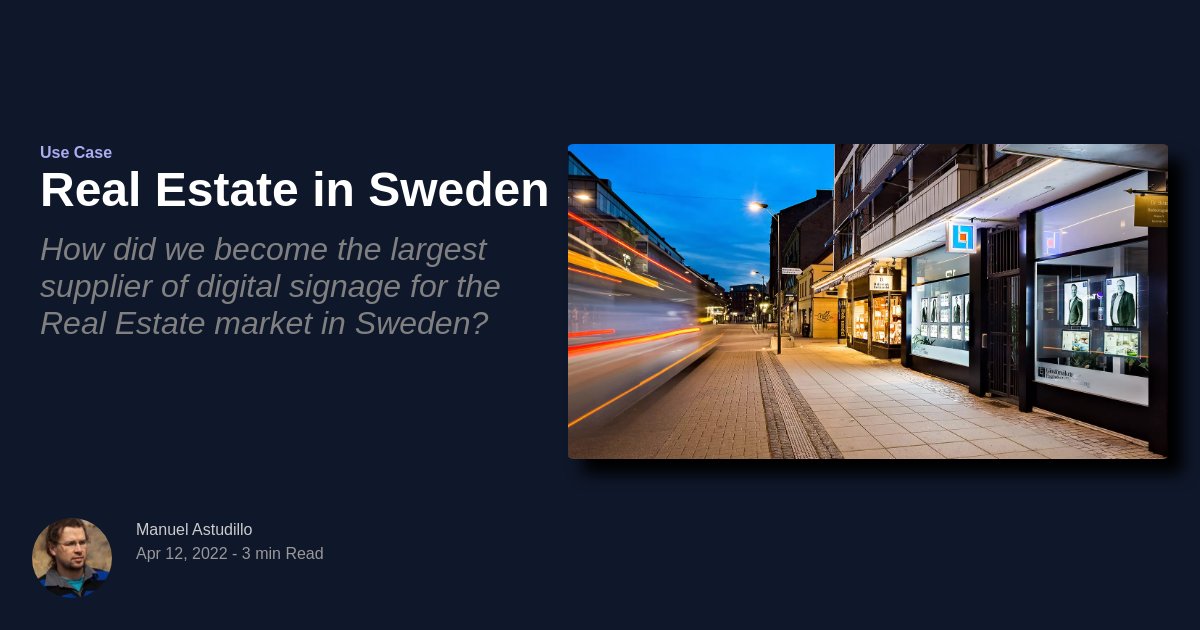 Use Case
Real Estate in Sweden
How did we become the largest
supplier of digital signage for the
Real Estate market in Sweden?
Manuel Astudillo
Apr 12, 2022 - 3 min Read